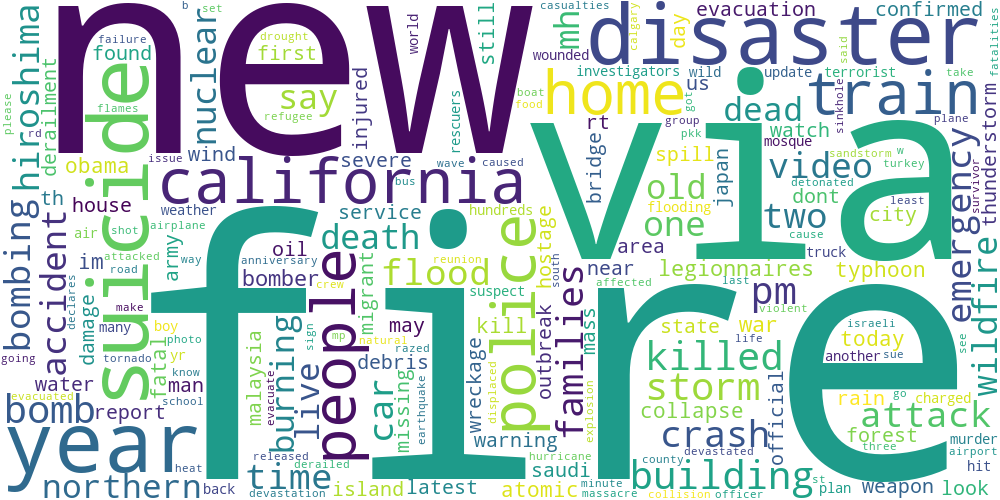 new
disaster
fire
via
california
home
train
year
suicide
people
police
families
building
emergency
wildfire
hiroshima
nuclear
say
first
drought
set
b
failure
found
flames
derailment
please
rd
obama
issue
wind
injured
severe
refugee
world
still
rescuers
boat
food
wave
caused
casualties
wounded
mh
investigators
wild
calgary
day
us
got
evacuation
confirmed
update
terrorist
said
take
fatalities
dead
watch
rt
group
pkk
mosque
sinkhole
plane
spill
bridge
japan
old
one
flooding
video
sandstorm
w
turkey
detonated
dont
two
city
least
cause
truck
thunderstorm
survivor
bombing
th
house
air
shot
im
attacked
airplane
road
way
army
accident
declares
damage
many
make
tornado
boy
photo
yr
know
school
fatal
man
going
water
evacuated
bomb
report
heat
northern
back
devastation
weather
bus
service
hundreds
death
oil
anniversary
bomber
reunion
crew
flood
migrant
sign
mp
natural
may
kill
razed
debris
suspect
hostage
south
area
near
affected
legionnaires
last
pm
typhoon
violent
israeli
see
mass
outbreak
state
war
life
today
another
sue
killed
storm
rain
go
charged
collapse
attack
forest
three
murder
airport
crash
official
devastated
county
hit
st
plan
weapon
look
officer
collision
minute
massacre
hurricane
saudi
atomic
explosion
displaced
wreckage
warning
earthquake
missing
car
live
burning
malaysia
evacuate
released
derailed
time
island
latest